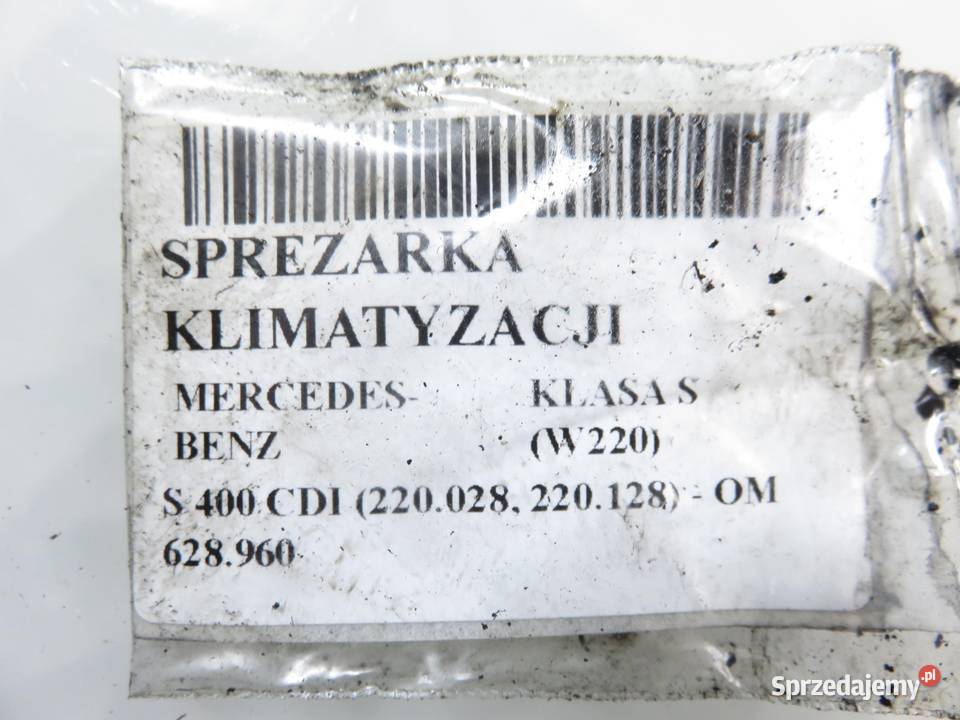 SPREZARKA
KLIMATYZACJI
MERCEDES-BENZ KLASA S (W220)
S 400 CDI (220.028, 220.128) - OM
628.960
Sprzedajemy.pl